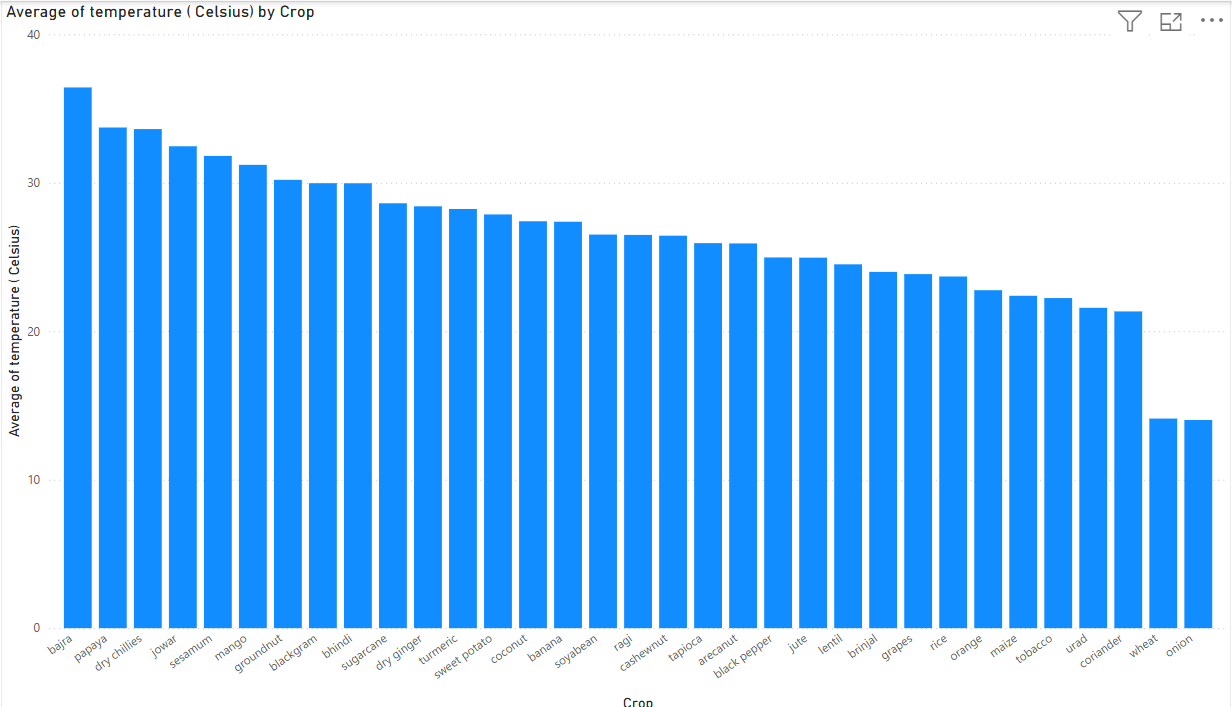 Average of temperature ( Celsius) by Crop
40
30
20
10
0
Average of temperature ( Celsius)
bajra
papaya
dry chillies
jowar
sesamum
mango
groundnut
blackgram
bhindi
sugarcane
dry ginger
turmeric
sweet potato
coconut
banana
soyabean
ragi
cashewnut
tapioca
arecanut
black pepper
jute
lentil
brinjal
grapes
rice
orange
maize
tobacco
urad
coriander
wheat
onion
Crop